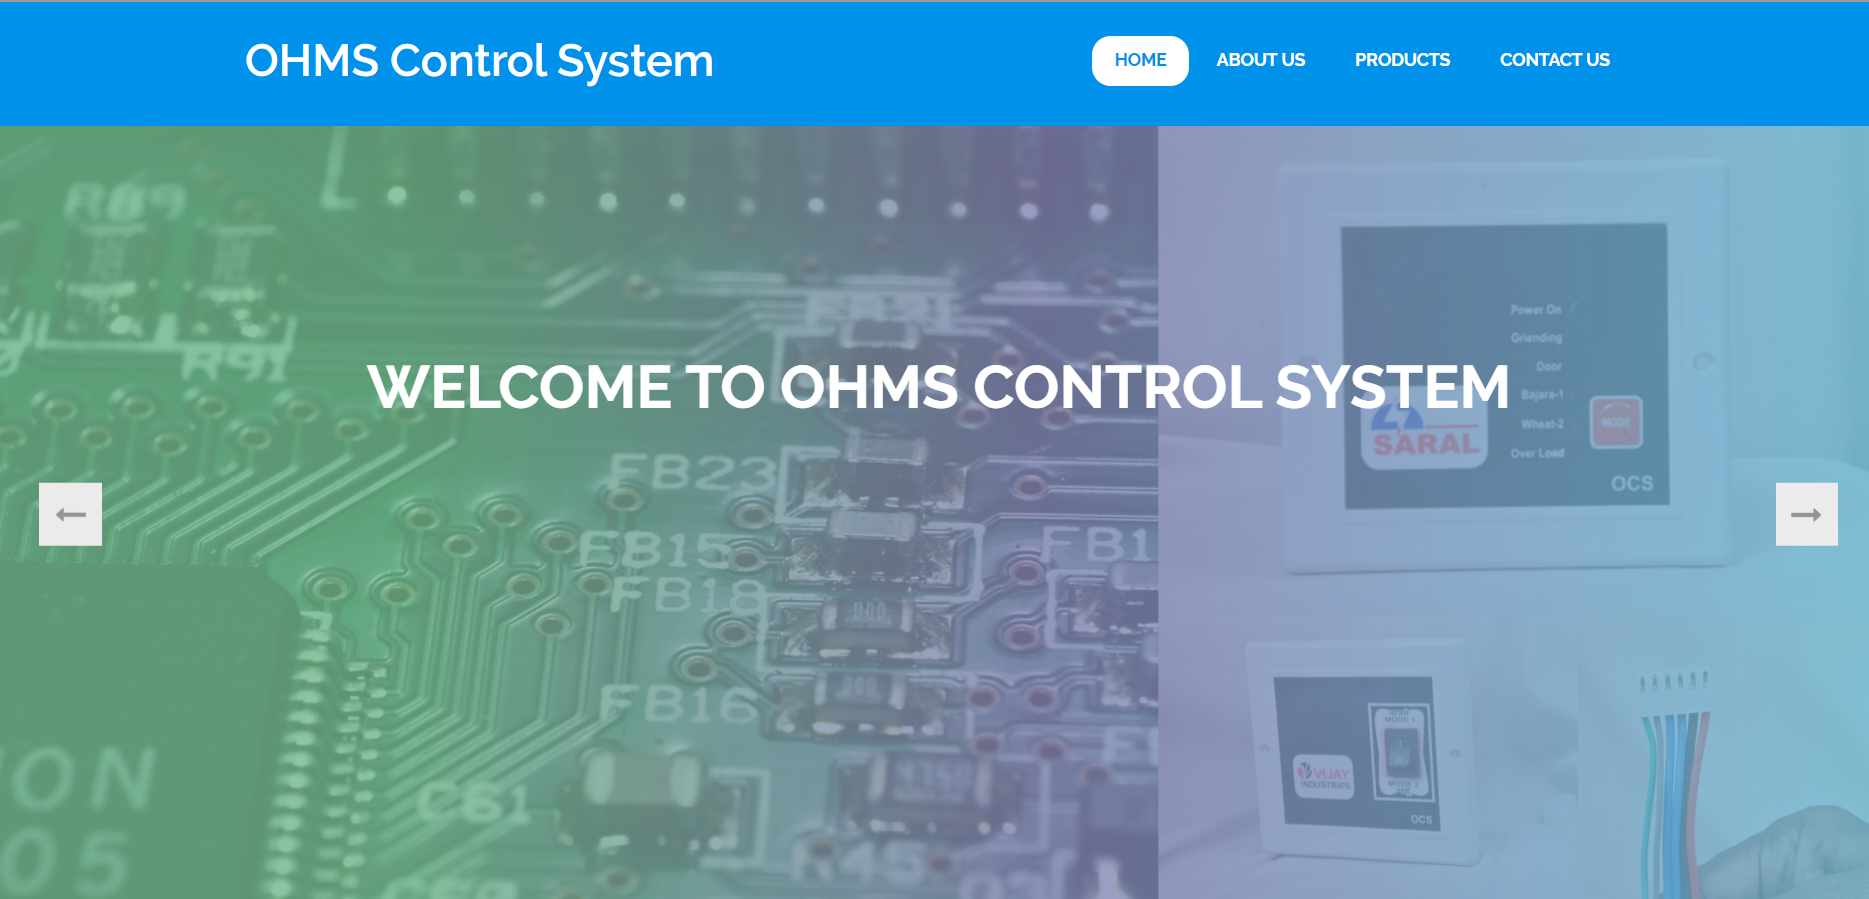 OHMS Control System
HOME
ABOUT US
PRODUCTS
CONTACT US
R89
R91
WELCOME TO OHMS CONTROL SYSTEM
Power On
Griending
Door
Bajara-1
Wheat-2
Over Load
MODE
SARAL
OCS
FB23
FB15
FB18
FB1
FB16
C61
R45
ION
05
MODE 1
VIJAY
INDUSTRIES
MODE 2
OCS